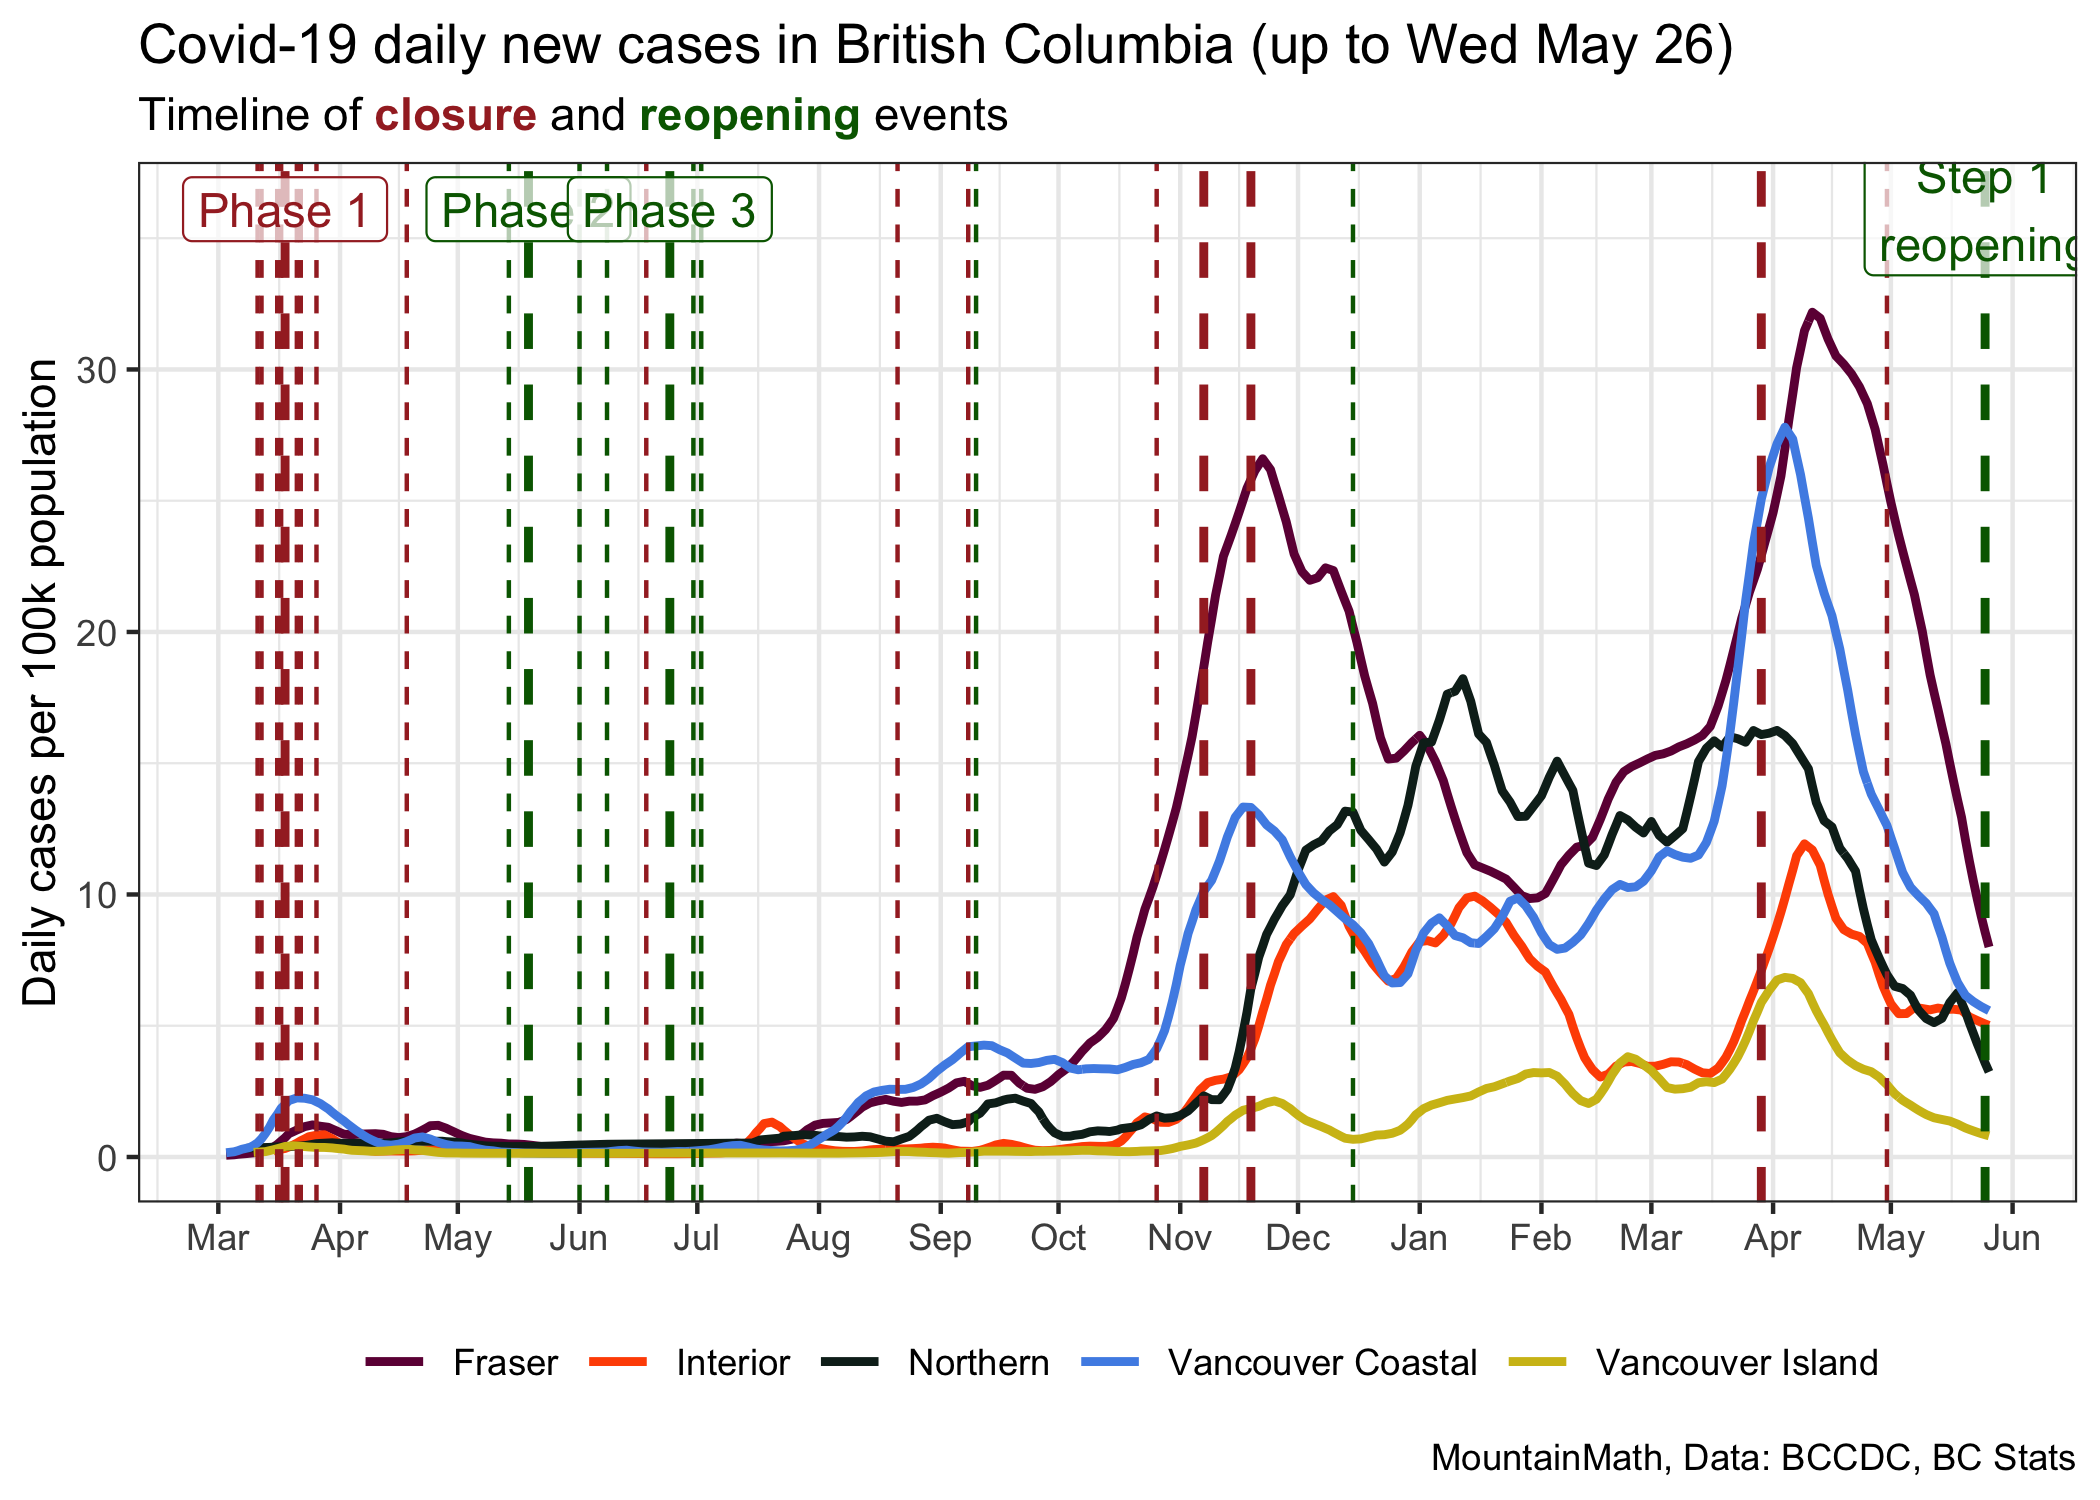 Covid-19 daily new cases in British Columbia (up to Wed May 26)
Timeline of closure and reopening events
Phase 1
Phase 2
Phase 3
Step 1
reopening
Daily cases per 100k population
30
20
10
0
Mar Apr May Jun Jul Aug Sep Oct Nov Dec Jan Feb Mar Apr May Jun
Fraser Interior Northern Vancouver Coastal Vancouver Island
MountainMath, Data: BCCDC, BC Stats